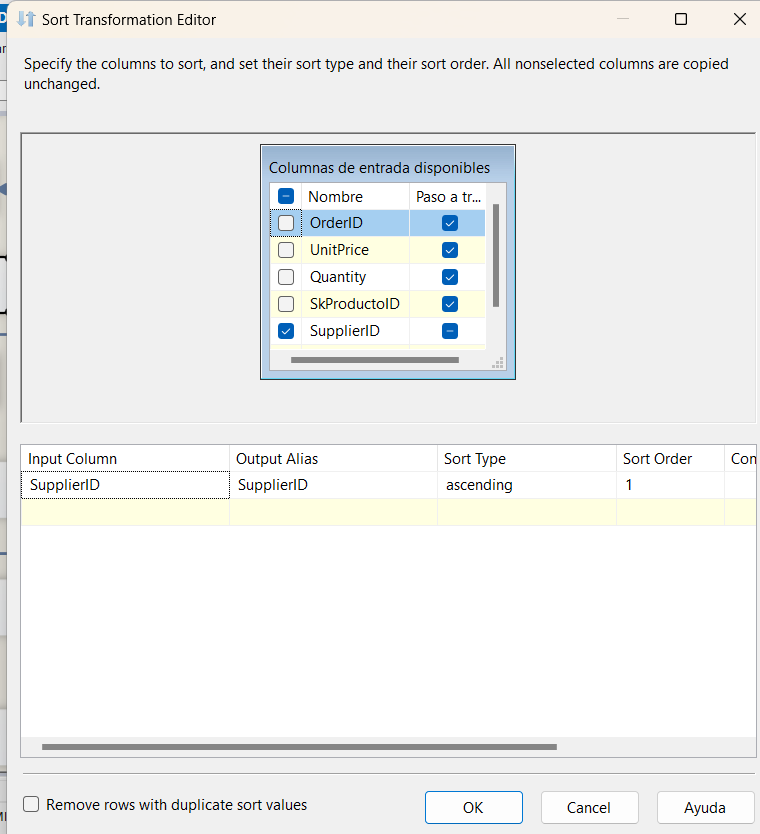 Sort Transformation Editor
Specify the columns to sort, and set their sort type and their sort order. All nonselected columns are copied
unchanged.
Columnas de entrada disponibles
Nombre Paso a tr...
OrderID
UnitPrice
Quantity
SkProductoID
SupplierID
Input Column Output Alias Sort Type Sort Order Com
SupplierID SupplierID ascending 1
Remove rows with duplicate sort values
OK Cancel Ayuda